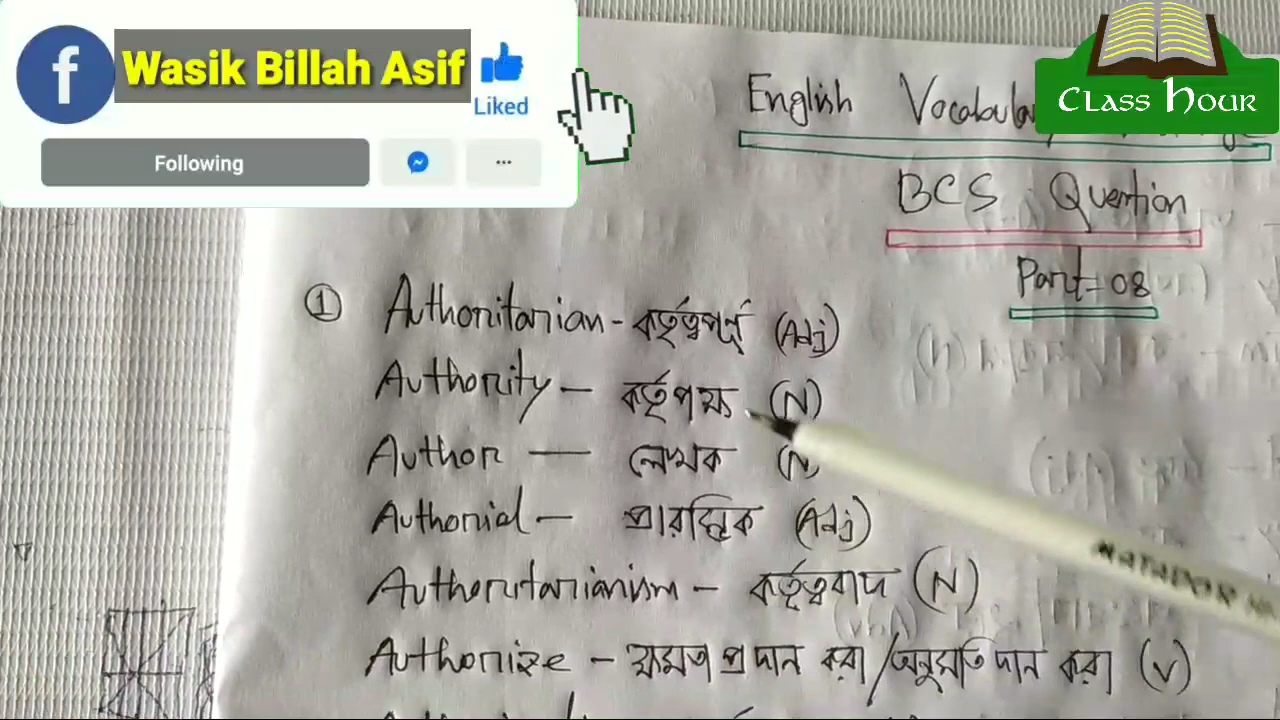 f Wasik Billah Asif
Liked
Following
English Vocabulary
CLASS HOUR
BCS Question
Part = 08
① Authoritarian - কর্তৃত্বপূর্ণ (Adj)
Authority – কর্তৃপক্ষ (N)
Author — লেখক (N)
Authorial – প্রারম্ভিক (Adj)
Authoritarianism – কর্তৃত্ববাদ (N)
Authorize – ক্ষমতা প্রদান করা/অনুমতি দান করা (V)
MATADOR